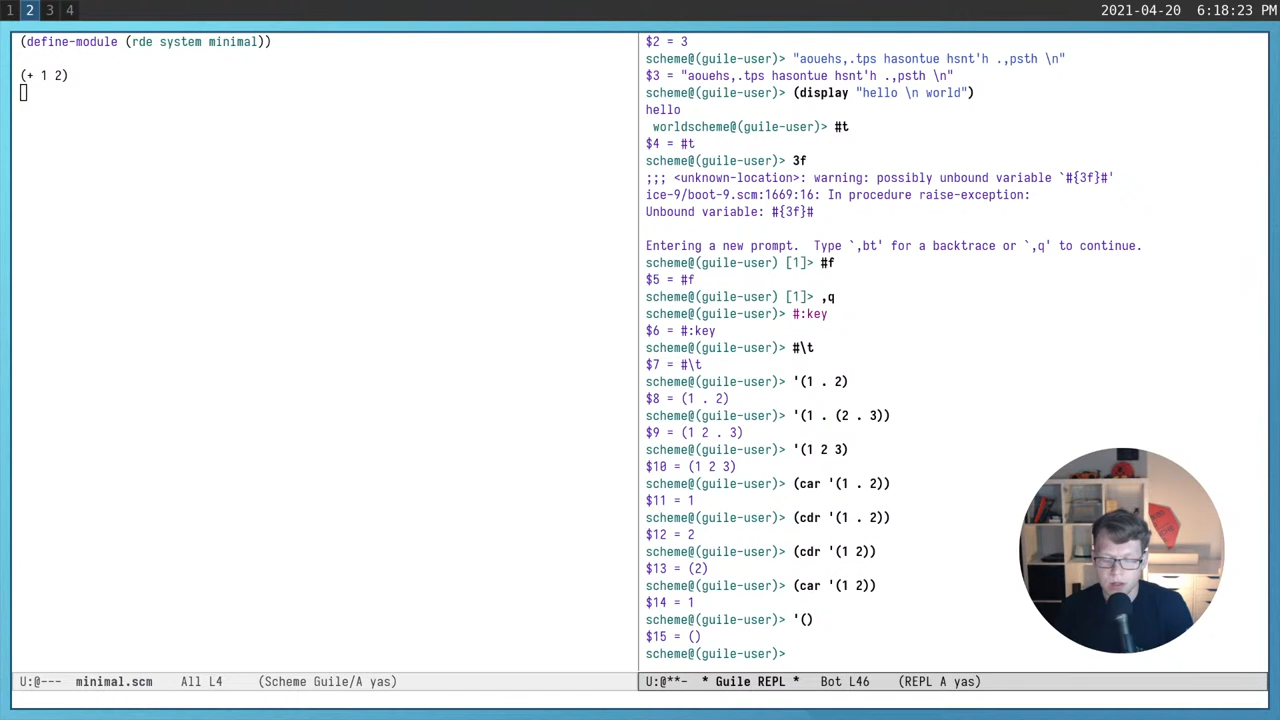 1 2 3 4
2021-04-20 6:18:23 PM
(define-module (rde system minimal))
(+ 1 2)
U:@--- minimal.scm All L4 (Scheme Guile/A yas)
$2 = 3
scheme@(guile-user)> "aouehs,.tps hasontue hsnt'h .,psth \n"
$3 = "aouehs,.tps hasontue hsnt'h .,psth \n"
scheme@(guile-user)> (display "hello \n world")
hello
 worldscheme@(guile-user)> #t
$4 = #t
scheme@(guile-user)> 3f
;;; <unknown-location>: warning: possibly unbound variable `#{3f}#'
ice-9/boot-9.scm:1669:16: In procedure raise-exception:
Unbound variable: #{3f}#
Entering a new prompt.  Type `,bt' for a backtrace or `,q' to continue.
scheme@(guile-user) [1]> #f
$5 = #f
scheme@(guile-user) [1]> ,q
scheme@(guile-user)> #:key
$6 = #:key
scheme@(guile-user)> #\t
$7 = #\t
scheme@(guile-user)> '(1 . 2)
$8 = (1 . 2)
scheme@(guile-user)> '(1 . (2 . 3))
$9 = (1 2 . 3)
scheme@(guile-user)> '(1 2 3)
$10 = (1 2 3)
scheme@(guile-user)> (car '(1 . 2))
$11 = 1
scheme@(guile-user)> (cdr '(1 . 2))
$12 = 2
scheme@(guile-user)> (cdr '(1 2))
$13 = (2)
scheme@(guile-user)> (car '(1 2))
$14 = 1
scheme@(guile-user)> '()
$15 = ()
scheme@(guile-user)>
U:@**- * Guile REPL * Bot L46 (REPL A yas)